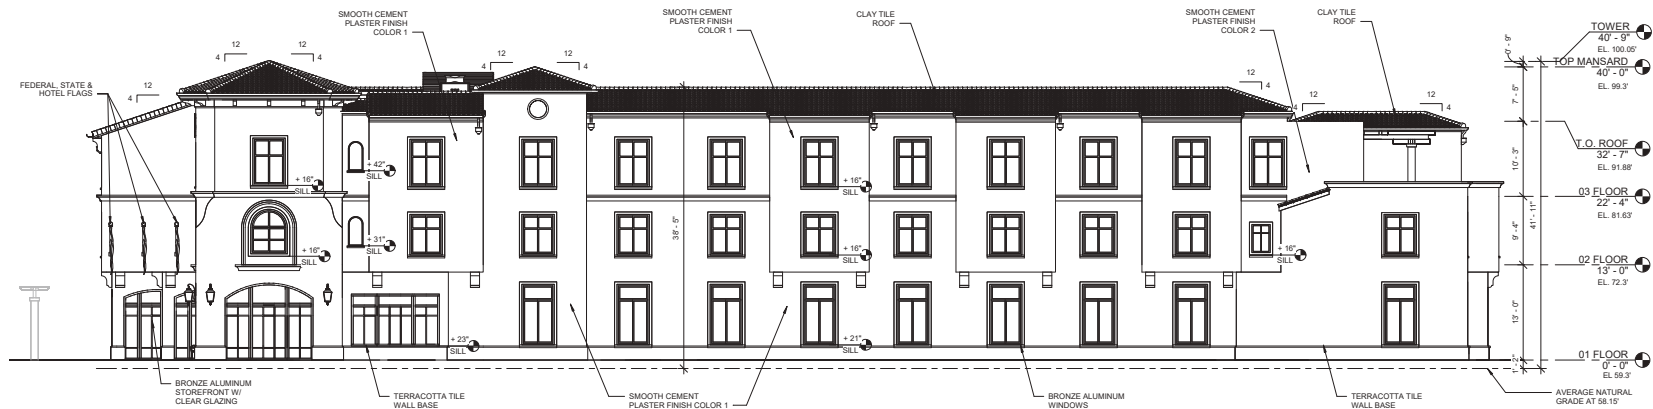 SMOOTH CEMENT
PLASTER FINISH
COLOR 1
SMOOTH CEMENT
PLASTER FINISH
COLOR 1
CLAY TILE
ROOF
SMOOTH CEMENT
PLASTER FINISH
COLOR 2
CLAY TILE
ROOF
TOWER
40' - 9"
EL. 100.05'
TOP MANSARD
40' - 0"
EL. 99.3'
T.O. ROOF
32' - 7"
EL. 91.88'
03 FLOOR
22' - 4"
EL. 81.63'
02 FLOOR
13' - 0"
EL. 72.3'
01 FLOOR
0' - 0"
EL 59.3'
AVERAGE NATURAL
GRADE AT 58.15'
0' - 9"
7' - 5"
10' - 3"
9' - 4"
13' - 0"
1' - 2"
41' - 11"
38' - 5"
FEDERAL, STATE &
HOTEL FLAGS
12
4
12
4
12
4
12
4
12
4
12
4
12
4
12
4
+ 42"
SILL
+ 16"
SILL
+ 31"
SILL
+ 16"
SILL
+ 23"
SILL
+ 16"
SILL
+ 16"
SILL
+ 21"
SILL
+ 16"
SILL
BRONZE ALUMINUM
STOREFRONT W/
CLEAR GLAZING
TERRACOTTA TILE
WALL BASE
SMOOTH CEMENT
PLASTER FINISH COLOR 1
BRONZE ALUMINUM
WINDOWS
TERRACOTTA TILE
WALL BASE